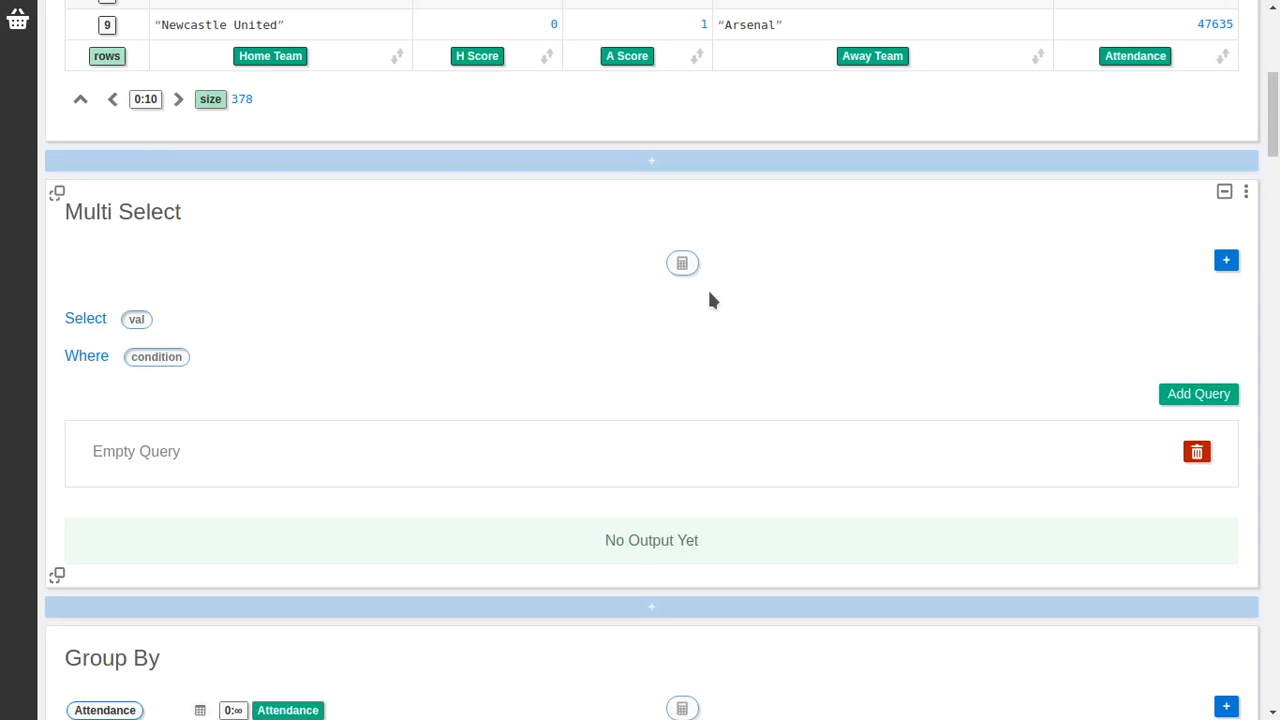 9 “Newcastle United” 0 1 “Arsenal” 47635
rows Home Team H Score A Score Away Team Attendance
0:10 size 378
+
Multi Select
+
Select val
Where condition
Add Query
Empty Query
No Output Yet
+
Group By
Attendance 0:∞ Attendance +